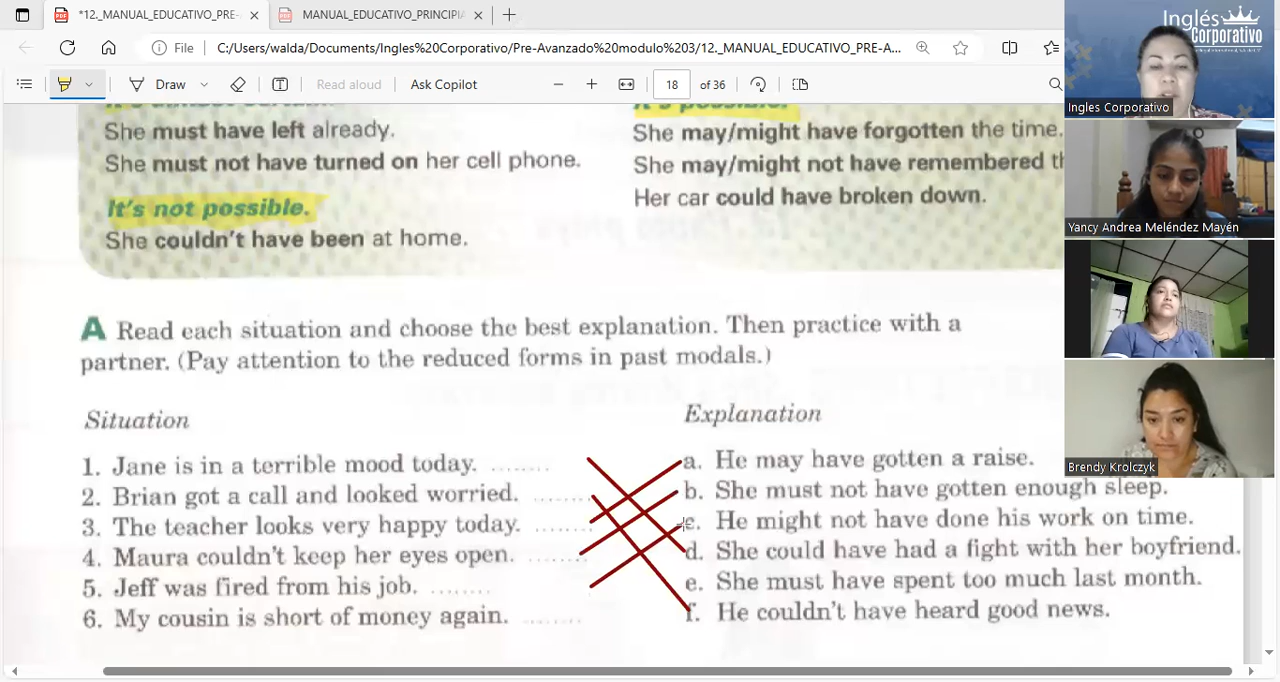 *12._MANUAL_EDUCATIVO_PRE-
MANUAL_EDUCATIVO_PRINCIPIA
File
C:/Users/walda/Documents/Ingles%20Corporativo/Pre-Avanzado%20modulo%203/12._MANUAL_EDUCATIVO_PRE-A...
Draw
Read aloud
Ask Copilot
18 of 36
It's possible.
She must have left already.
She must not have turned on her cell phone.
It's not possible.
She couldn't have been at home.
She may/might have forgotten the time.
She may/might not have remembered
Her car could have broken down.
A Read each situation and choose the best explanation. Then practice with a
partner. (Pay attention to the reduced forms in past modals.)
Situation
1. Jane is in a terrible mood today. ........
2. Brian got a call and looked worried. ........
3. The teacher looks very happy today. ........
4. Maura couldn't keep her eyes open. ........
5. Jeff was fired from his job. ........
6. My cousin is short of money again. ........
Explanation
a. He may have gotten a raise.
b. She must not have gotten enough sleep.
c. He might not have done his work on time.
d. She could have had a fight with her boyfriend.
e. She must have spent too much last month.
f. He couldn't have heard good news.
Inglés
Corporativo
Ingles Corporativo
Yancy Andrea Meléndez Mayén
Brendy Krolczyk